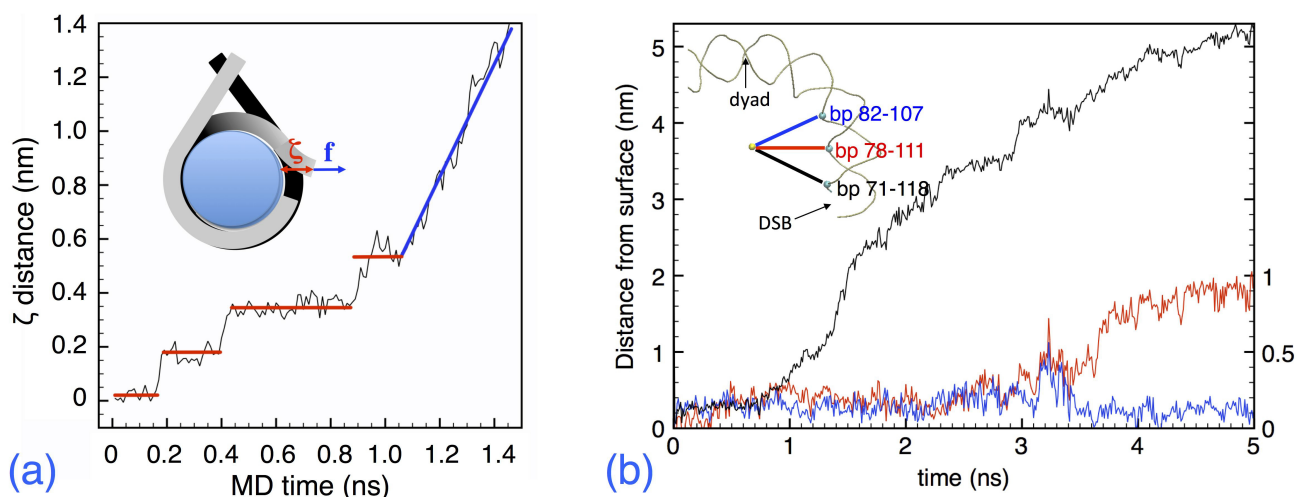 1.4
1.2
1.0
0.8
0.6
0.4
0.2
0
ζ distance (nm)
ζ
f
0 0.2 0.4 0.6 0.8 1.0 1.2 1.4
MD time (ns)
(a)
5
4
3
2
1
0
Distance from surface (nm)
dyad
bp 82-107
bp 78-111
bp 71-118
DSB
1
0.5
0
0 1 2 3 4 5
time (ns)
(b)